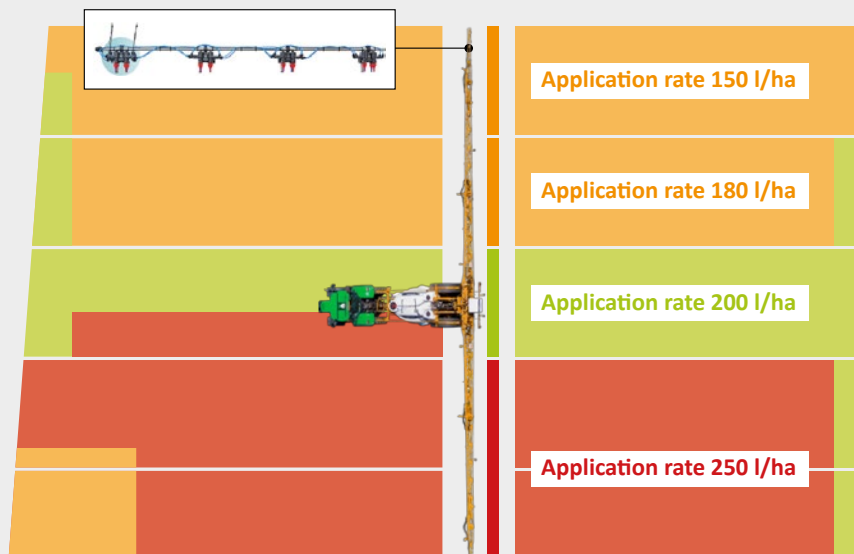 Application rate 150 l/ha
Application rate 180 l/ha
Application rate 200 l/ha
Application rate 250 l/ha